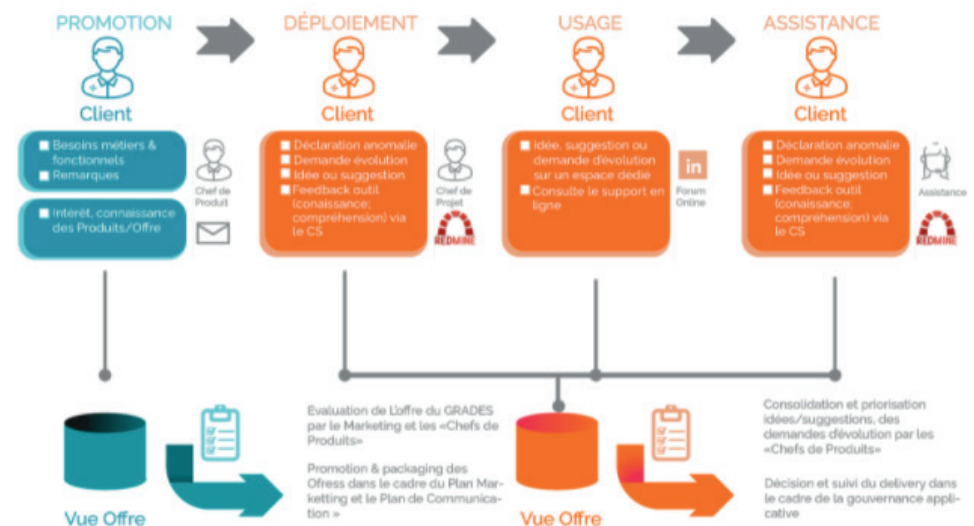 PROMOTION
DÉPLOIEMENT
USAGE
ASSISTANCE
Client
Client
Client
Client
Besoins métiers &
fonctionnels
Remarques
Chef de
Produit
Intérêt, connaissance
des Produits/Offre
Déclaration anomalie
Demande évolution
Idée ou suggestion
Feedback outil
(conaissance;
compréhension) via
le CS
Chef de
Projet
REDMINE
Idée, suggestion ou
demande d'évolution
sur un espace dédié
Consulte le support en
ligne
in
Forum
Online
Déclaration anomalie
Demande évolution
Idée ou suggestion
Feedback outil
(conaissance;
compréhension) via
le CS
Assistance
REDMINE
Vue Offre
Evaluation de L'offre du GRADES
par le Marketing et les «Chefs de
Produits»
Promotion & packaging des
Ofress dans le cadre du Plan Mar-
ketting et le Plan de Communica-
tion »
Vue Offre
Consolidation et priorisation
idées/suggestions, des
demandes d'évolution par les
«Chefs de Produits»
Décision et suivi du delivery dans
le cadre de la gouvernance appli-
cative